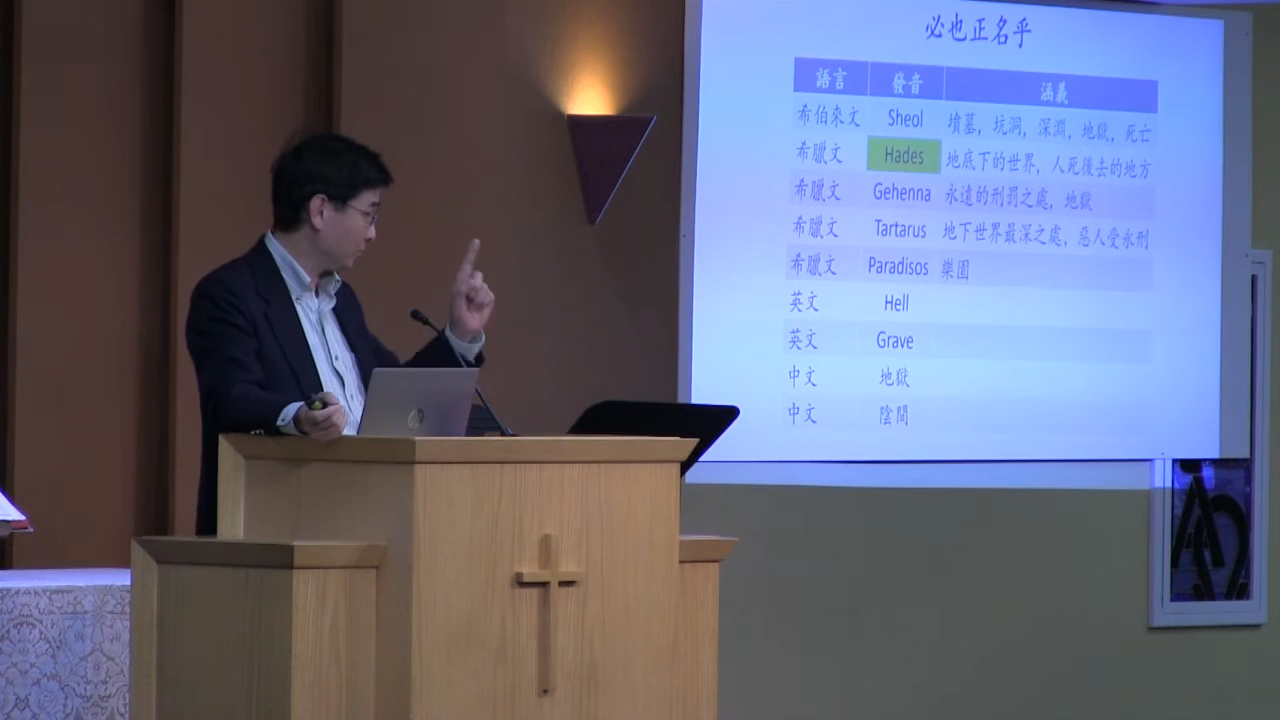 必也正名乎
語言 發音 涵義
希伯來文 Sheol 墳墓，坑洞，深淵，地獄，死亡
希臘文 Hades 地底下的世界，人死後去的地方
希臘文 Gehenna 永遠的刑罰之處，地獄
希臘文 Tartarus 地下世界最深之處，惡人受永刑
希臘文 Paradisos 樂園
英文 Hell
英文 Grave
中文 地獄
中文 陰間
hp